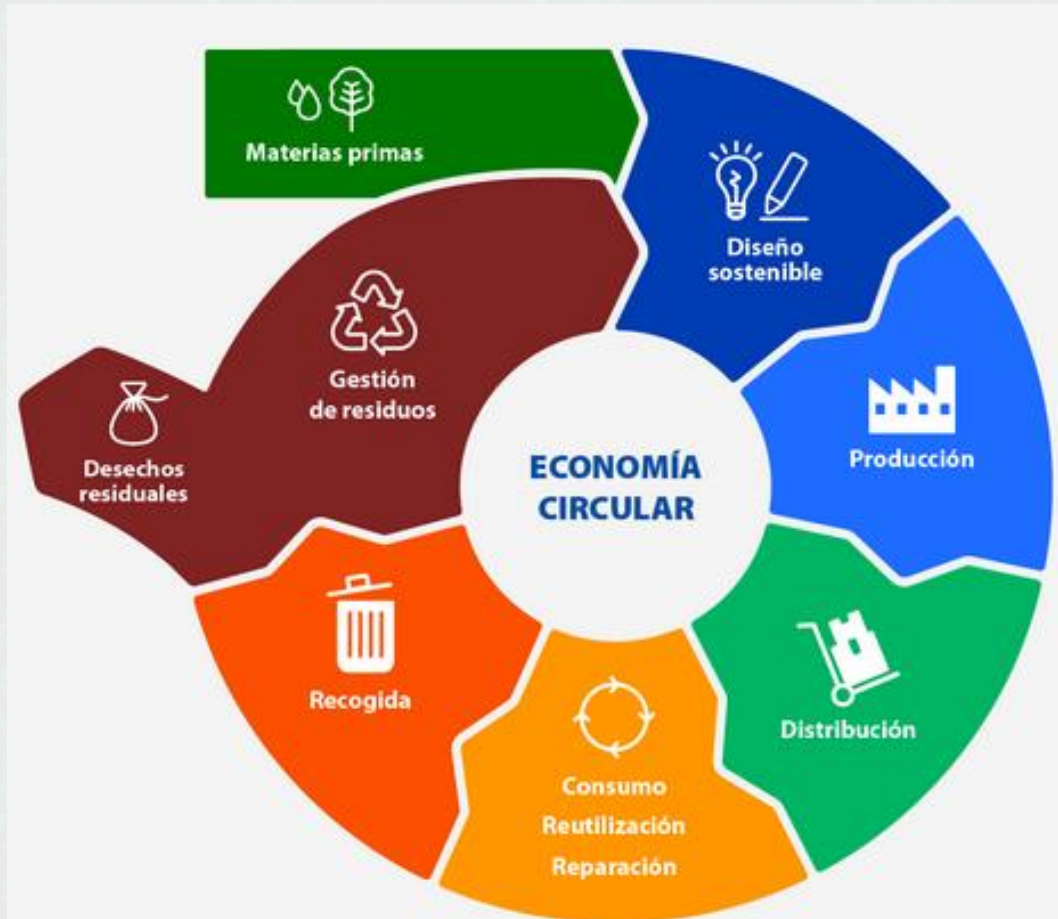 Materias primas
Diseño
sostenible
Producción
Distribución
Consumo
Reutilización
Reparación
Recogida
Gestión
de residuos
Desechos
residuales
ECONOMÍA
CIRCULAR